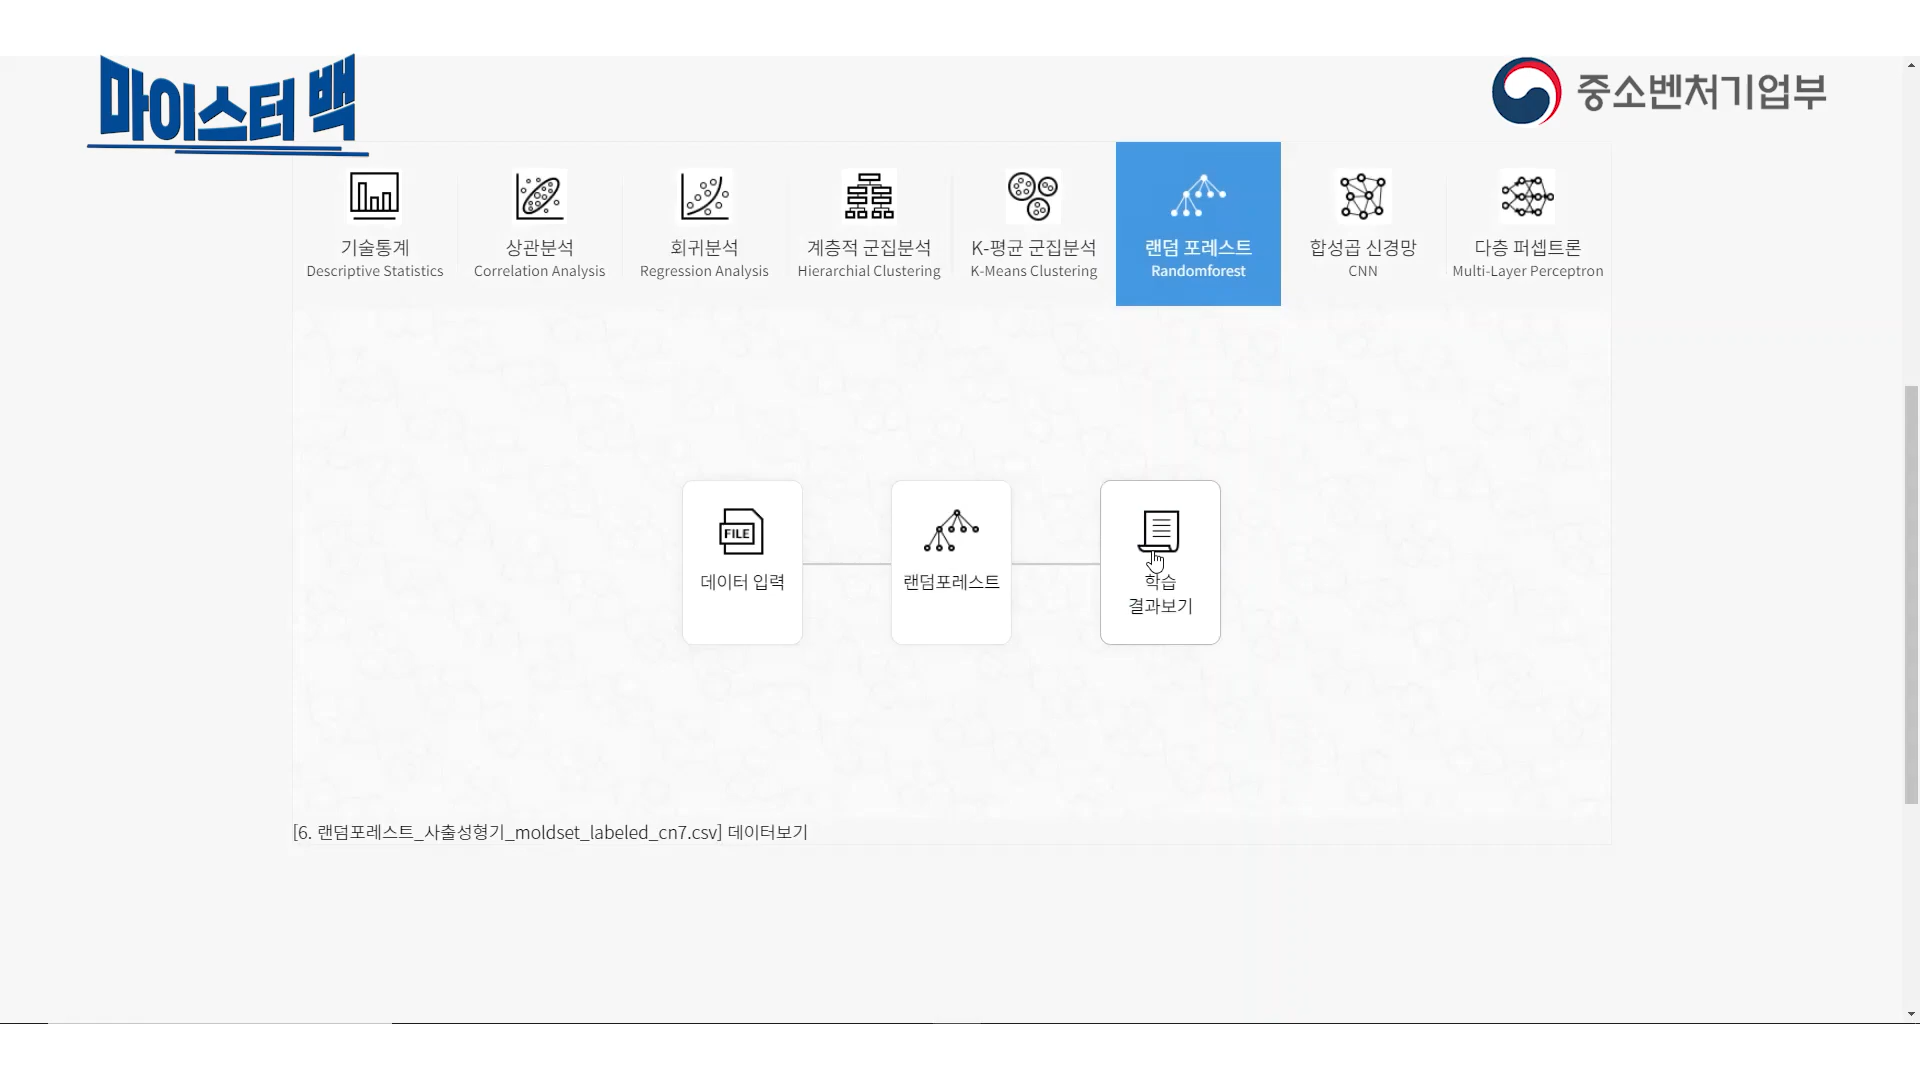 마이스터 백
중소벤처기업부
기술통계
Descriptive Statistics
상관분석
Correlation Analysis
회귀분석
Regression Analysis
계층적 군집분석
Hierarchial Clustering
K-평균 군집분석
K-Means Clustering
랜덤 포레스트
Randomforest
합성곱 신경망
CNN
다층 퍼셉트론
Multi-Layer Perceptron
FILE
데이터 입력
랜덤포레스트
학습
결과보기
[6. 랜덤포레스트_사출성형기_moldset_labeled_cn7.csv] 데이터보기